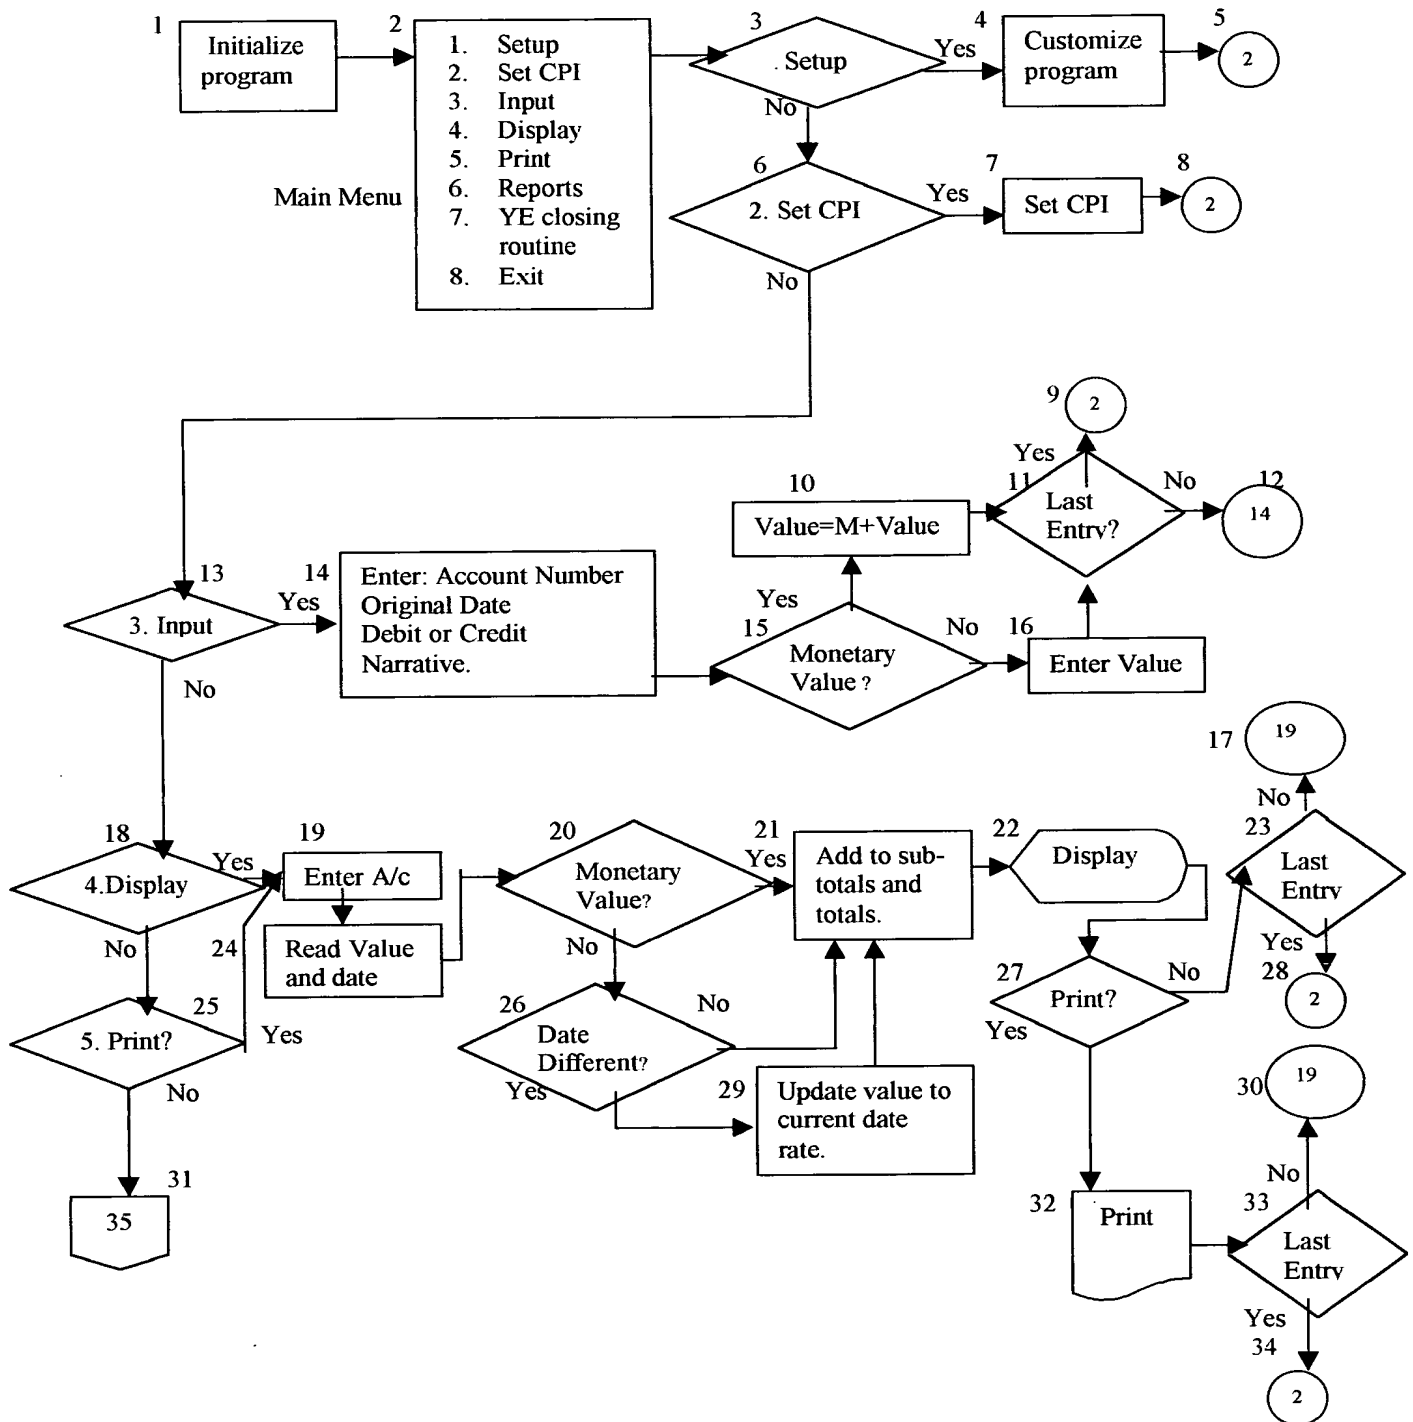 1
Initialize
program
2
1. Setup
2. Set CPI
3. Input
4. Display
5. Print
6. Reports
7. YE closing
routine
8. Exit
Main Menu
3
. Setup
Yes
No
4
Customize
program
5
2
6
2. Set CPI
Yes
No
7
Set CPI
8
2
9
2
Yes
10
Value=M+Value
11
Last
Entry?
No
12
14
13
3. Input
Yes
No
14
Enter: Account Number
Original Date
Debit or Credit
Narrative.
Yes
15
Monetary
Value?
No
16
Enter Value
17
19
No
18
4.Display
Yes
No
19
Enter A/c
Read Value
and date
20
Monetary
Value?
Yes
No
21
Add to sub-
totals and
totals.
22
Display
23
Last
Entry
Yes
28
2
24
25
5. Print?
Yes
No
26
Date
Different?
No
Yes
27
Print?
No
Yes
29
Update value to
current date
rate.
30
19
No
31
35
32
Print
33
Last
Entry
Yes
34
2